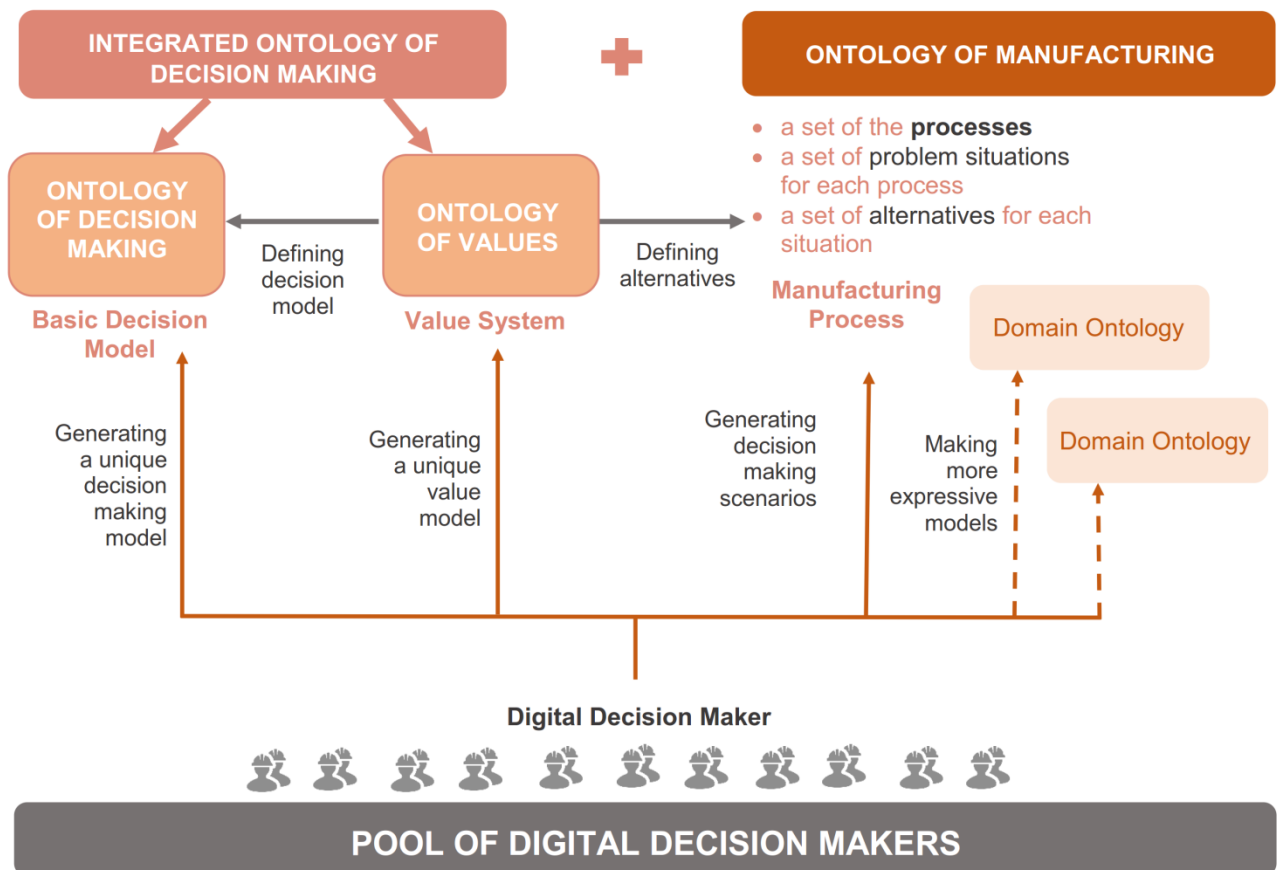 INTEGRATED ONTOLOGY OF
DECISION MAKING
ONTOLOGY OF MANUFACTURING
• a set of the processes
• a set of problem situations
for each process
• a set of alternatives for each
situation
ONTOLOGY
OF DECISION
MAKING
Defining
decision
model
ONTOLOGY
OF VALUES
Defining
alternatives
Basic Decision
Model
Value System
Manufacturing
Process
Domain Ontology
Domain Ontology
Generating
a unique
decision
making
model
Generating
a unique
value
model
Generating
decision
making
scenarios
Making
more
expressive
models
Digital Decision Maker
POOL OF DIGITAL DECISION MAKERS